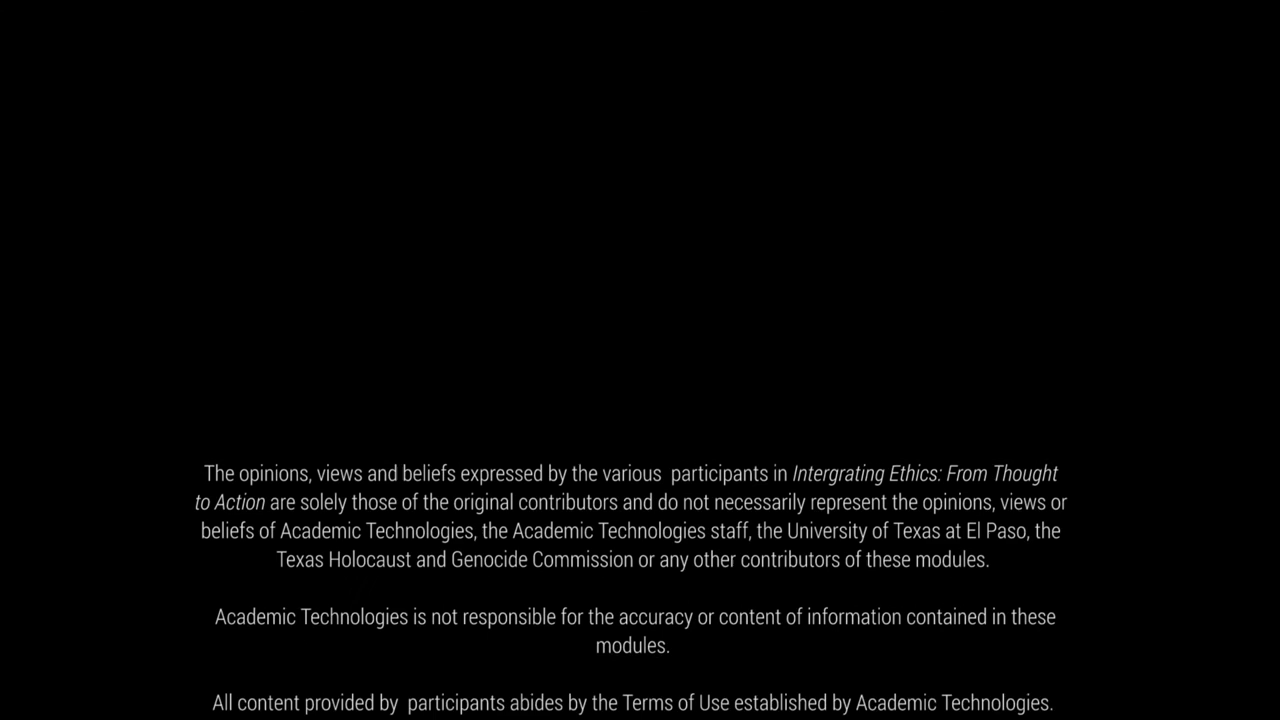 The opinions, views and beliefs expressed by the various  participants in Intergrating Ethics: From Thought
to Action are solely those of the original contributors and do not necessarily represent the opinions, views or
beliefs of Academic Technologies, the Academic Technologies staff, the University of Texas at El Paso, the
Texas Holocaust and Genocide Commission or any other contributors of these modules.
Academic Technologies is not responsible for the accuracy or content of information contained in these
modules.
All content provided by  participants abides by the Terms of Use established by Academic Technologies.